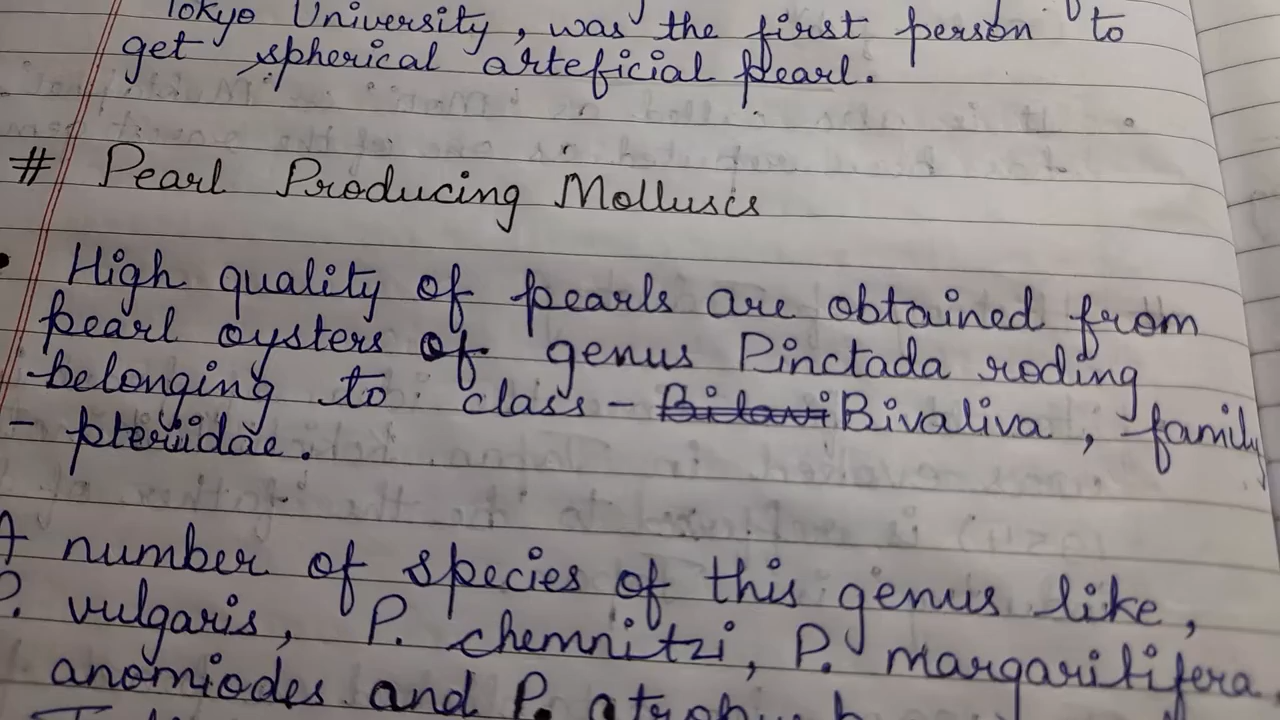 Tokyo University, was the first person to
get spherical arteficial pearl.
# Pearl Producing Molluscs
• High quality of pearls are obtained from
pearl oysters of genus Pinctada roding
belonging to class - Bivaliva, family
- pteriidae.
A number of species of this genus like,
P. vulgaris, P. chemnitzi, P. margaritifera
anomiodes and P.